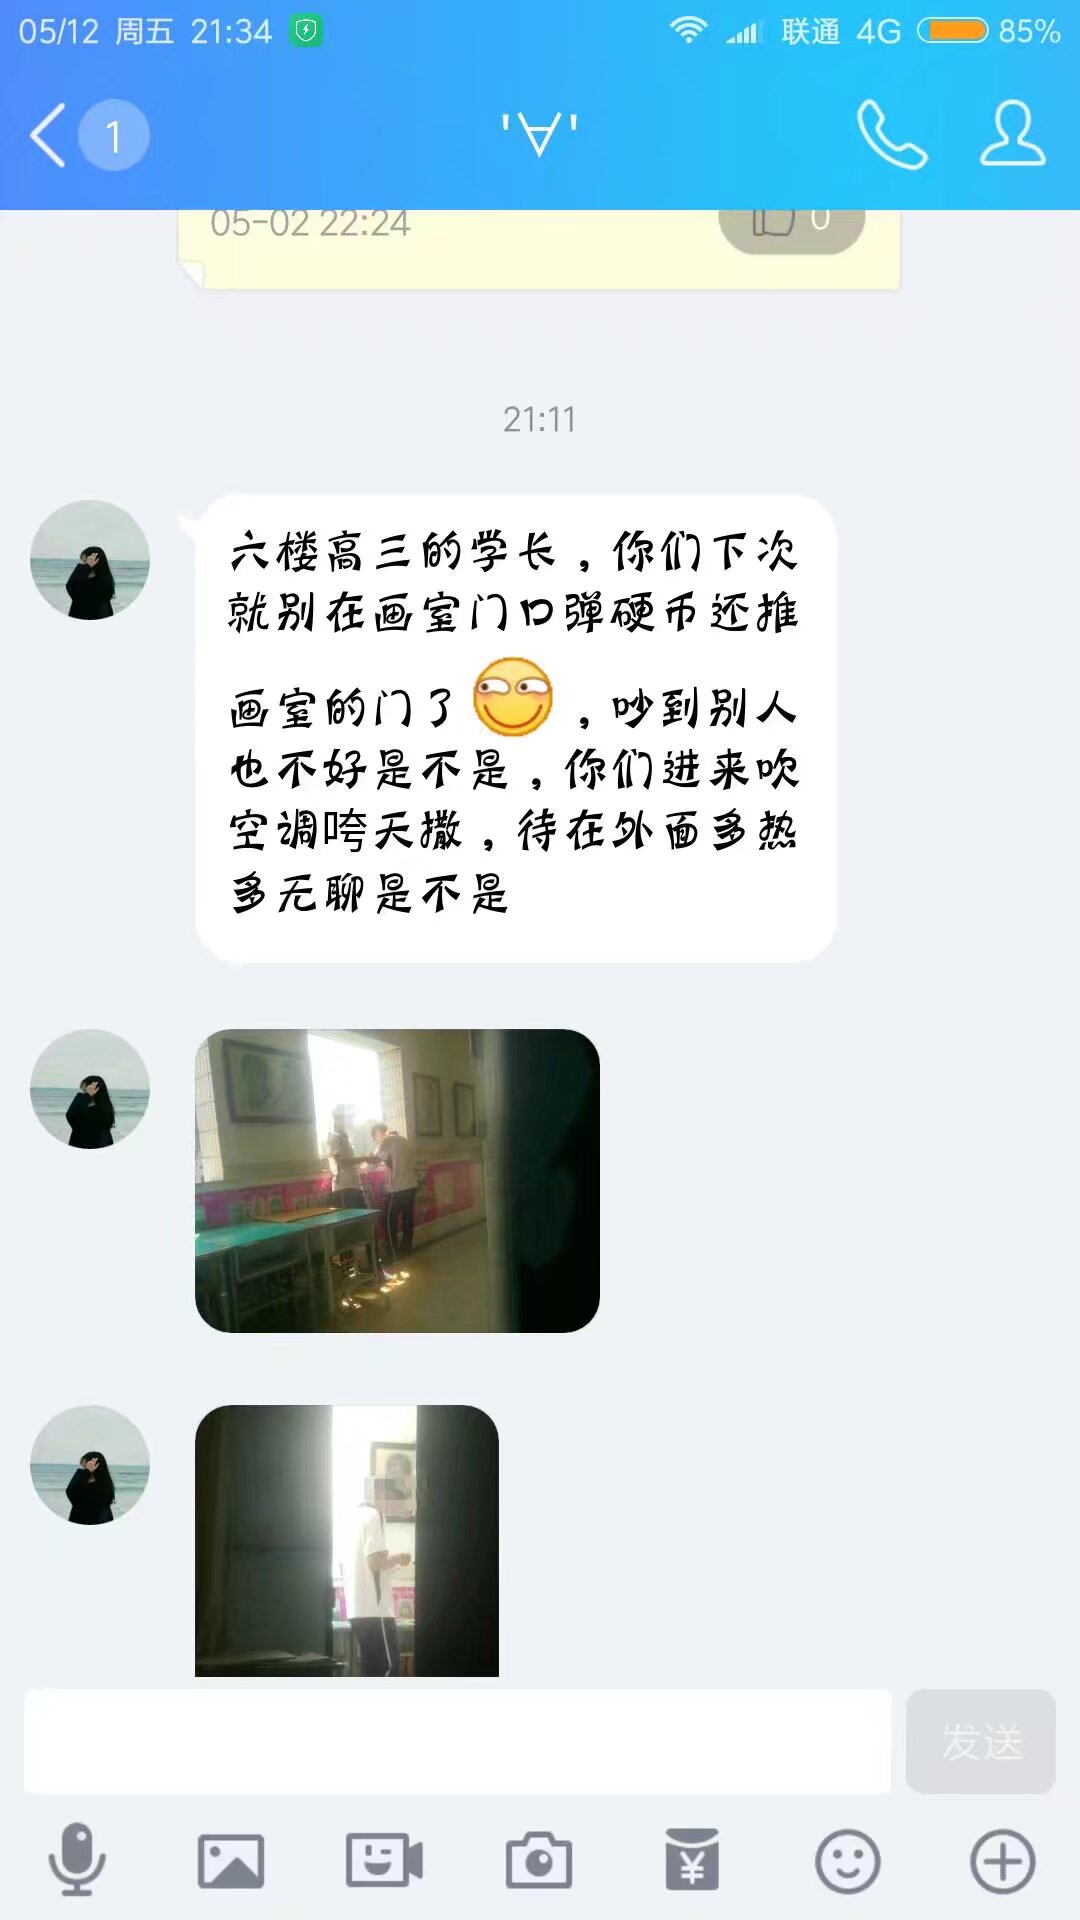 05/12 周五 21:34
联通 4G 85%
1
'∀'
05-02 22:24
0
21:11
六楼高三的学长，你们下次
就别在画室门口弹硬币还推
画室的门了，吵到别人
也不好是不是，你们进来吹
空调咵天撒，待在外面多热
多无聊是不是
发送